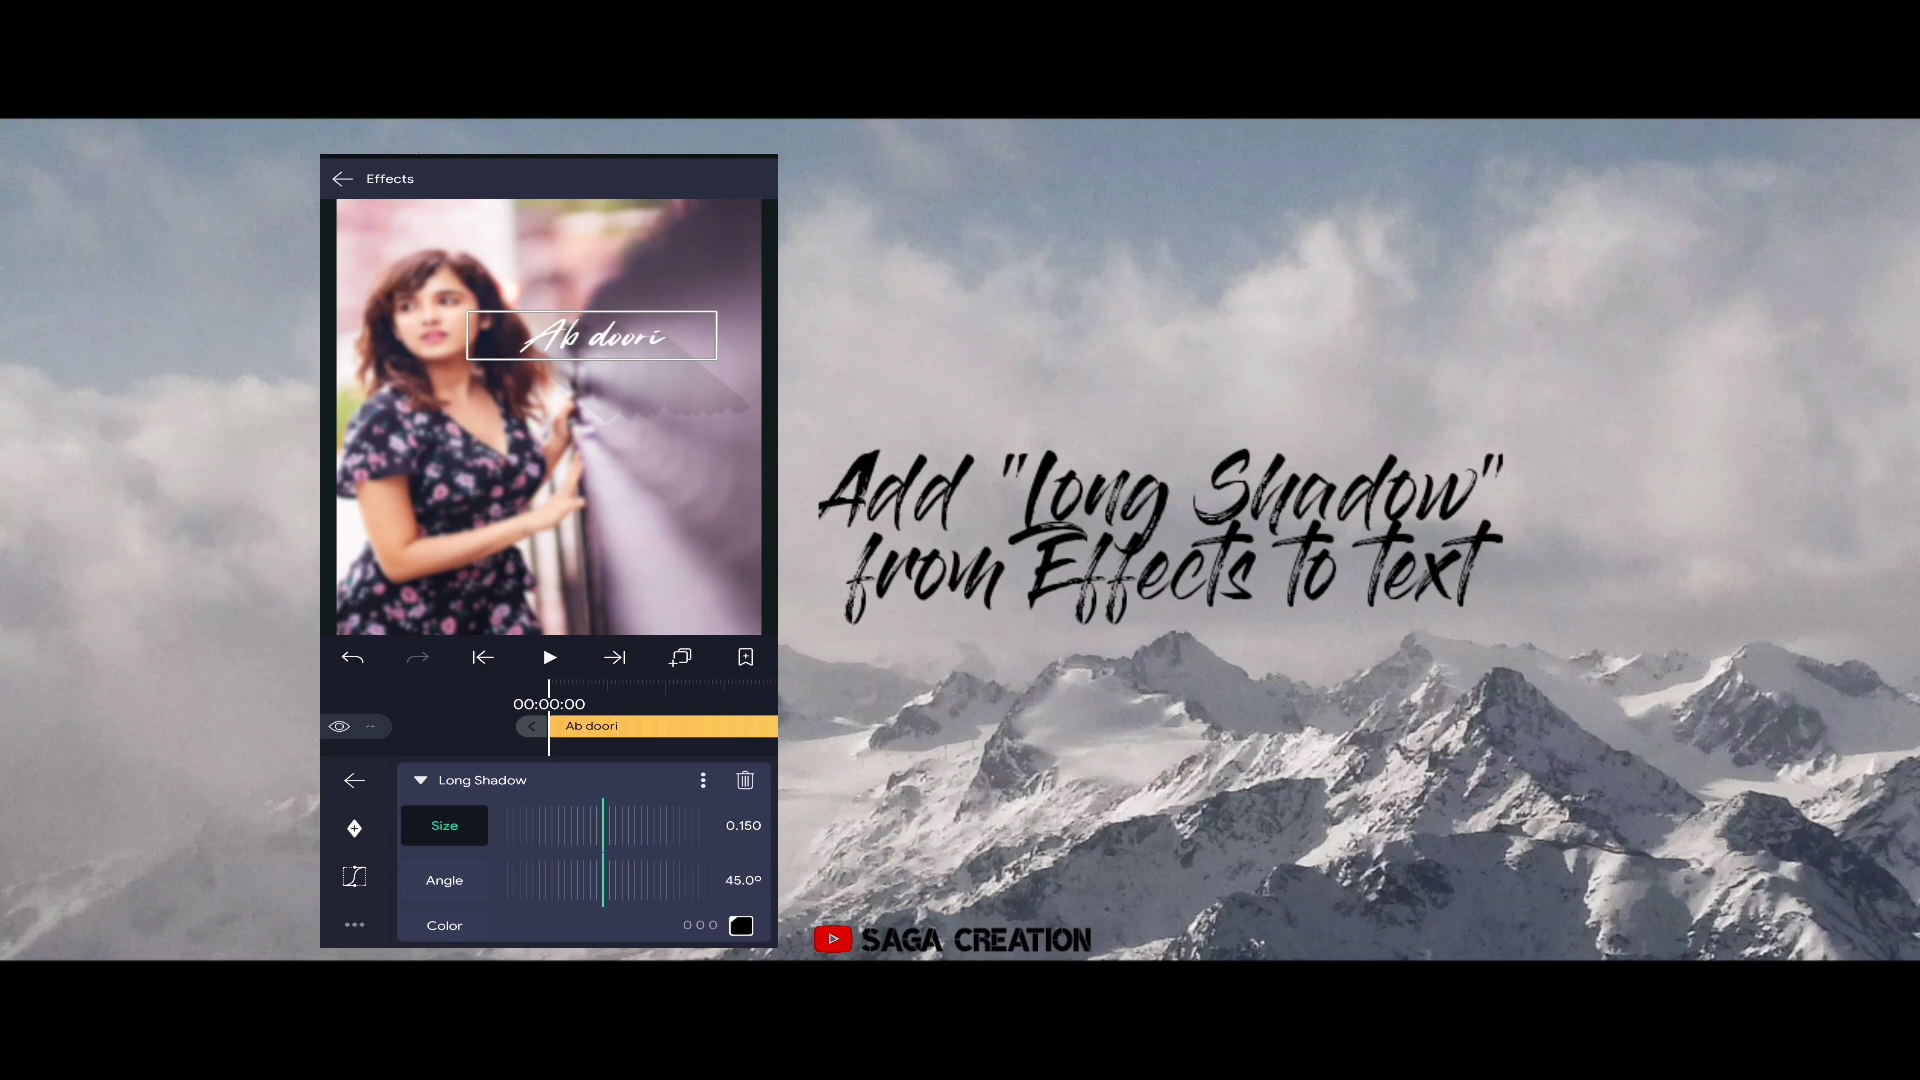 Effects
Ab doori
00:00:00
Ab doori
Long Shadow
Size
0.150
Angle
45.0º
Color
Add "Long Shadow"
from Effects to text
SAGA CREATION